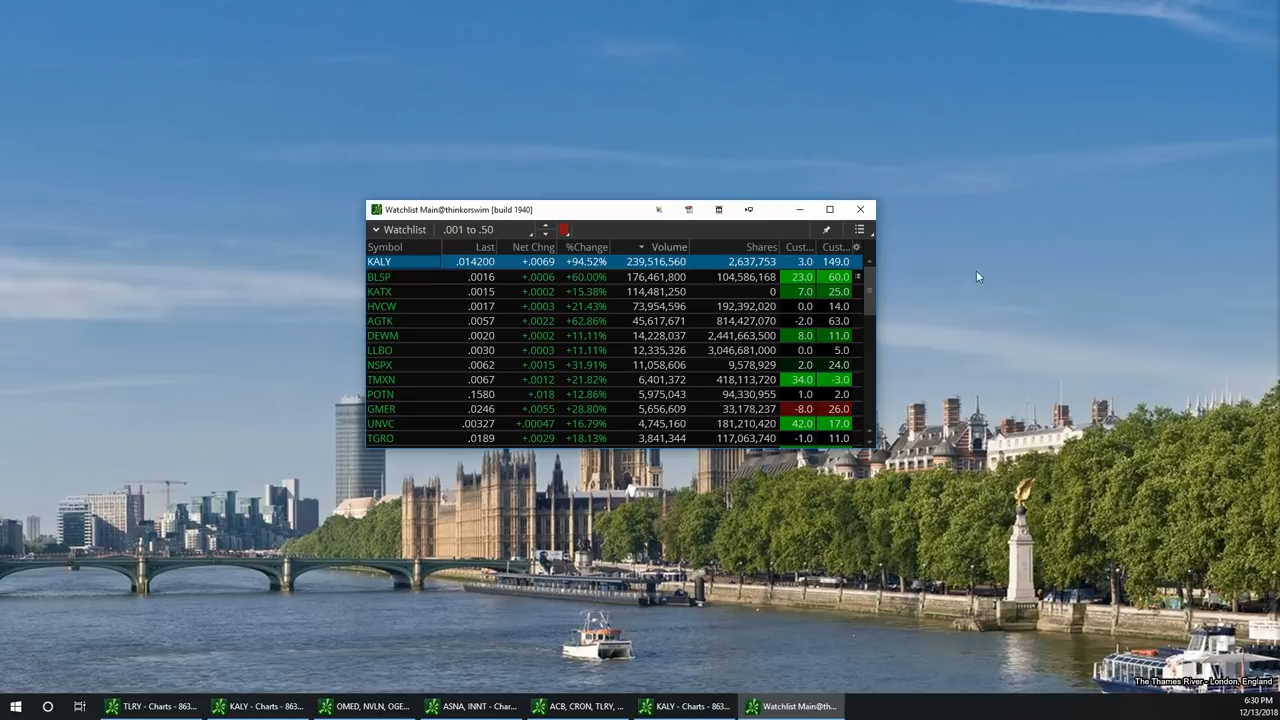 Watchlist Main@thinkorswim [build 1940]
Watchlist .001 to .50
Symbol Last Net Chng %Change Volume Shares Cust... Cust...
KALY .014200 +.0069 +94.52% 239,516,560 2,637,753 3.0 149.0
BLSP .0016 +.0006 +60.00% 176,461,800 104,586,168 23.0 60.0
KATX .0015 +.0002 +15.38% 114,481,250 0 7.0 25.0
HVCW .0017 +.0003 +21.43% 73,954,596 192,392,020 0.0 14.0
AGTK .0057 +.0022 +62.86% 45,617,671 814,427,070 -2.0 63.0
DEWM .0020 +.0002 +11.11% 14,228,037 2,441,663,500 8.0 11.0
LLBO .0030 +.0003 +11.11% 12,335,326 3,046,681,000 0.0 5.0
NSPX .0062 +.0015 +31.91% 11,058,606 9,578,929 2.0 24.0
TMXN .0067 +.0012 +21.82% 6,401,372 418,113,720 34.0 -3.0
POTN .1580 +.018 +12.86% 5,975,043 94,330,955 1.0 2.0
GMER .0246 +.0055 +28.80% 5,656,609 33,178,237 -8.0 26.0
UNVC .00327 +.00047 +16.79% 4,745,160 181,210,420 42.0 17.0
TGRO .0189 +.0029 +18.13% 3,841,344 117,063,740 -1.0 11.0
The Thames River - London, England
TLRY - Charts - 863... KALY - Charts - 863... OMED, NVLN, OGE... ASNA, INNT - Char... SCB, CRON, TLRY, ... KALY - Charts - 863... Watchlist Main@th...
6:30 PM
12/13/2018